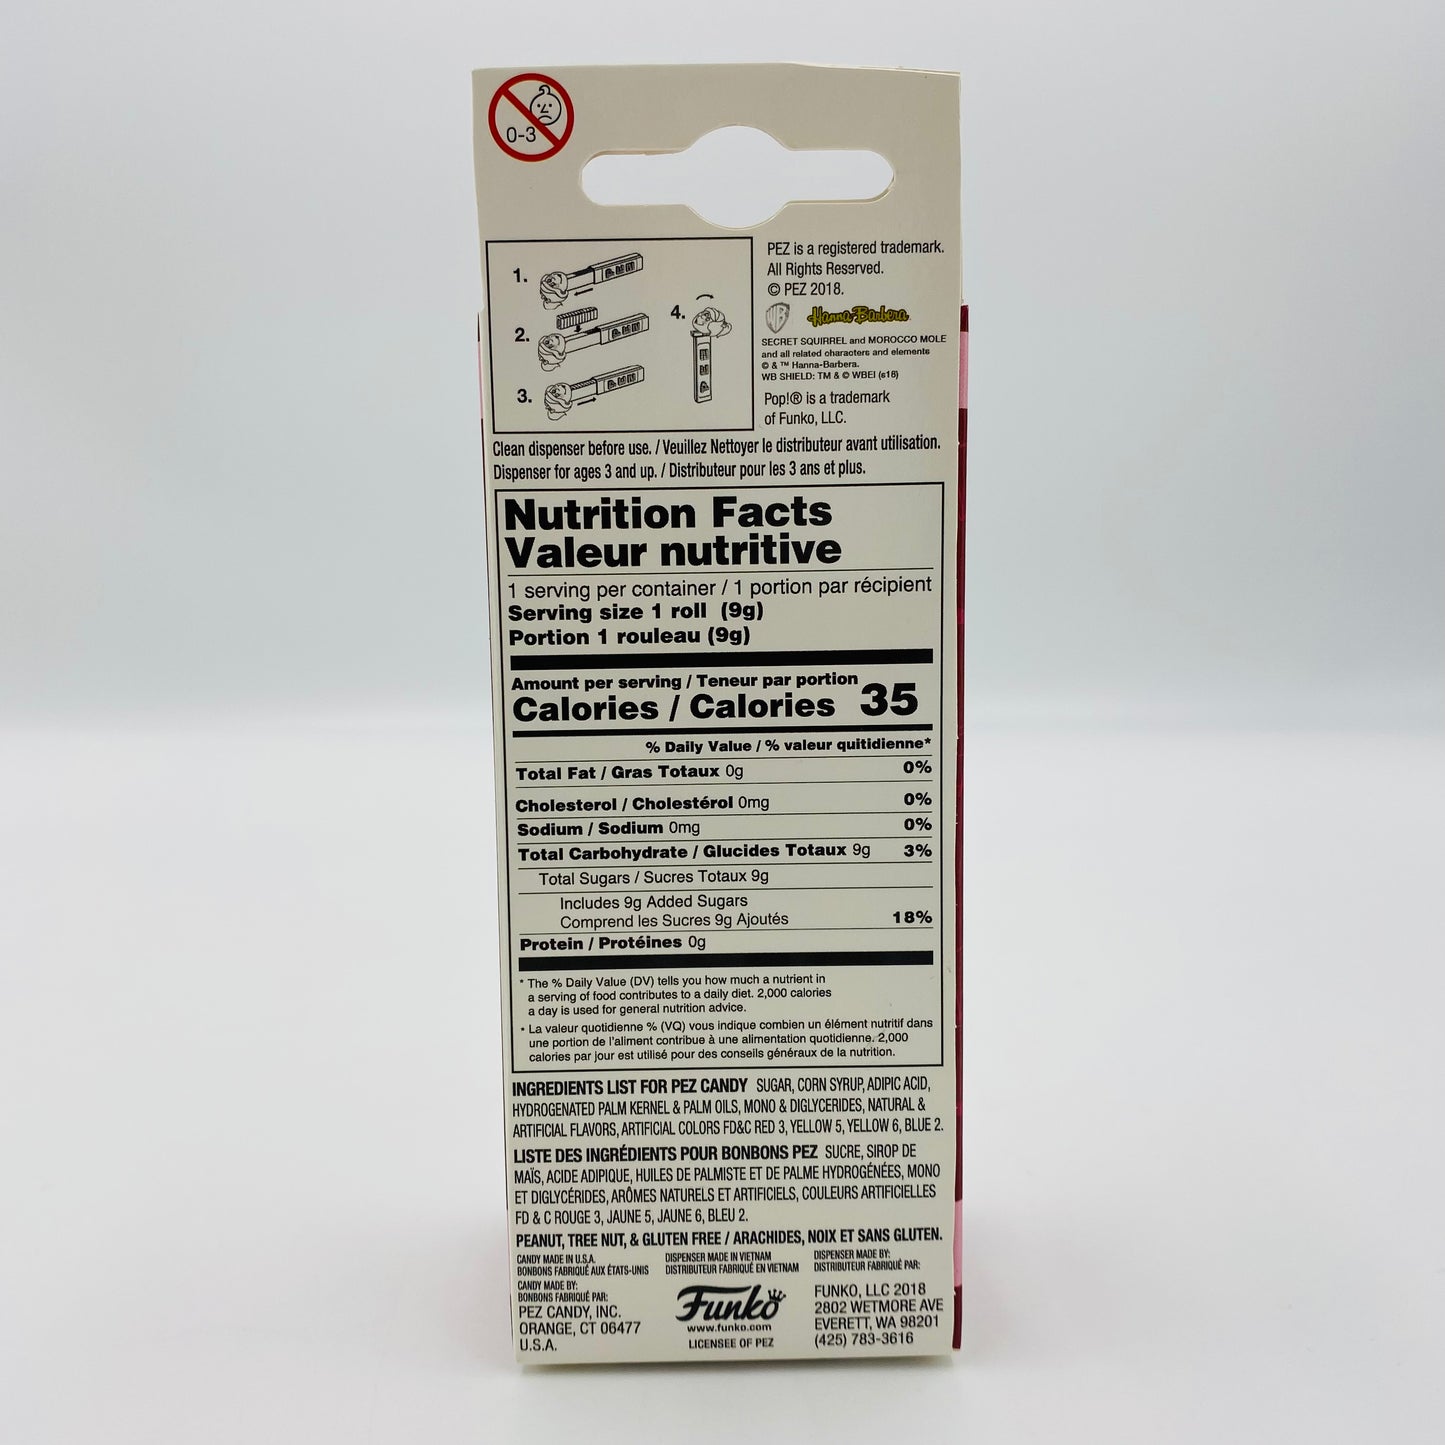 0-3
1.
2.
3.
4.
PEZ is a registered trademark.
All Rights Reserved.
© PEZ 2018.
WB Hanna-Barbera
SECRET SQUIRREL and MOROCCO MOLE
and all related characters and elements
© & ™ Hanna-Barbera.
WB SHIELD: TM & © WBEI (s18)
Pop!® is a trademark
of Funko, LLC.
Clean dispenser before use. / Veuillez Nettoyer le distributeur avant utilisation.
Dispenser for ages 3 and up. / Distributeur pour les 3 ans et plus.
Nutrition Facts
Valeur nutritive
1 serving per container / 1 portion par récipient
Serving size 1 roll (9g)
Portion 1 rouleau (9g)
Amount per serving / Teneur par portion
Calories / Calories 35
% Daily Value / % valeur quitidienne*
Total Fat / Gras Totaux 0g 0%
Cholesterol / Cholestérol 0mg 0%
Sodium / Sodium 0mg 0%
Total Carbohydrate / Glucides Totaux 9g 3%
Total Sugars / Sucres Totaux 9g
Includes 9g Added Sugars
Comprend les Sucres 9g Ajoutés 18%
Protein / Protéines 0g
* The % Daily Value (DV) tells you how much a nutrient in
a serving of food contributes to a daily diet. 2,000 calories
a day is used for general nutrition advice.
* La valeur quotidienne % (VQ) vous indique combien un élément nutritif dans
une portion de l'aliment contribue à une alimentation quotidienne. 2,000
calories par jour est utilisé pour des conseils généraux de la nutrition.
INGREDIENTS LIST FOR PEZ CANDY SUGAR, CORN SYRUP, ADIPIC ACID,
HYDROGENATED PALM KERNEL & PALM OILS, MONO & DIGLYCERIDES, NATURAL &
ARTIFICIAL FLAVORS, ARTIFICIAL COLORS FD&C RED 3, YELLOW 5, YELLOW 6, BLUE 2.
LISTE DES INGRÉDIENTS POUR BONBONS PEZ SUCRE, SIROP DE
MAÏS, ACIDE ADIPIQUE, HUILES DE PALMISTE ET DE PALME HYDROGÉNÉES, MONO
ET DIGLYCÉRIDES, ARÔMES NATURELS ET ARTIFICIELS, COULEURS ARTIFICIELLES
FD & C ROUGE 3, JAUNE 5, JAUNE 6, BLEU 2.
PEANUT, TREE NUT, & GLUTEN FREE / ARACHIDES, NOIX ET SANS GLUTEN.
CANDY MADE IN U.S.A.
BONBONS FABRIQUÉ AUX ÉTATS-UNIS
CANDY MADE BY:
BONBONS FABRIQUÉ PAR:
PEZ CANDY, INC.
ORANGE, CT 06477
U.S.A.
DISPENSER MADE IN VIETNAM
DISTRIBUTEUR FABRIQUÉ EN VIETNAM
Funko
www.funko.com
LICENSEE OF PEZ
DISPENSER MADE BY:
DISTRIBUTEUR FABRIQUÉ PAR:
FUNKO, LLC 2018
2802 WETMORE AVE
EVERETT, WA 98201
(425) 783-3616